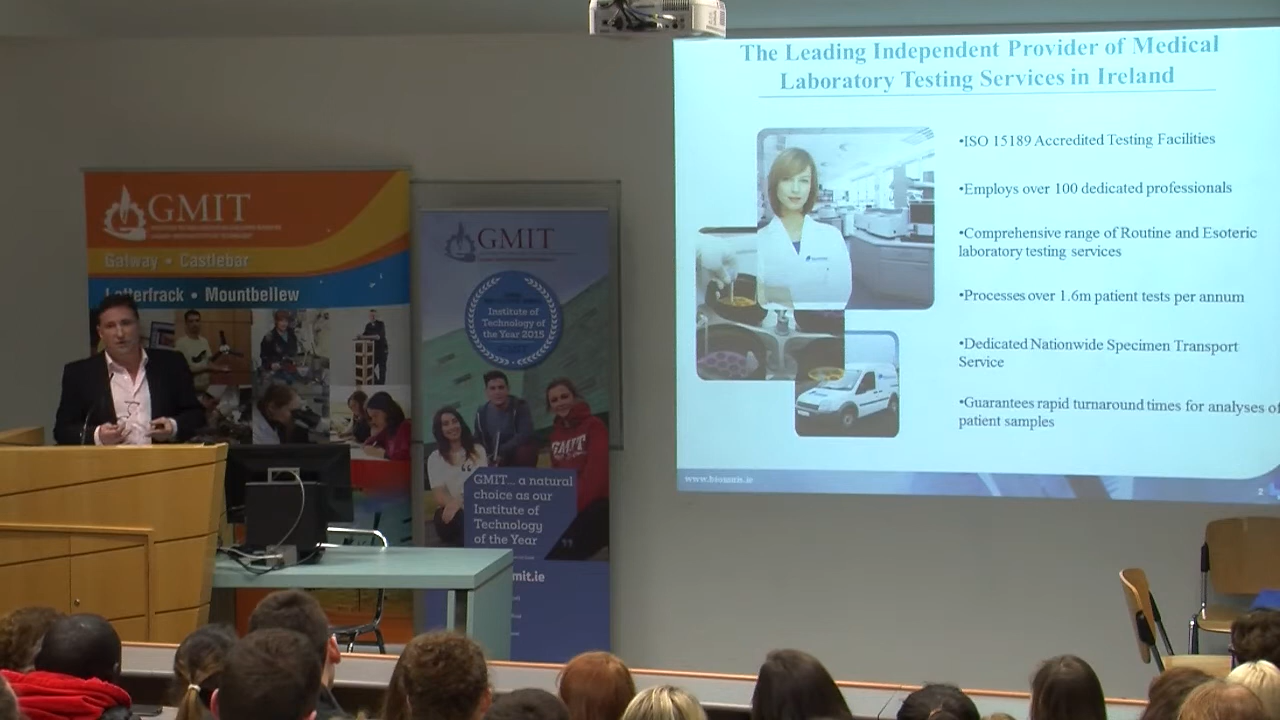 The Leading Independent Provider of Medical
Laboratory Testing Services in Ireland
•ISO 15189 Accredited Testing Facilities
•Employs over 100 dedicated professionals
•Comprehensive range of Routine and Esoteric
laboratory testing services
•Processes over 1.6m patient tests per annum
•Dedicated Nationwide Specimen Transport
Service
•Guarantees rapid turnaround times for analyses of
patient samples
2
GMIT
Galway • Castlebar
Letterfrack • Mountbellew
GMIT
Institute of
Technology of
the Year 2015
GMIT
GMIT... a natural
choice as our
Institute of
Technology
of the Year
mit.ie